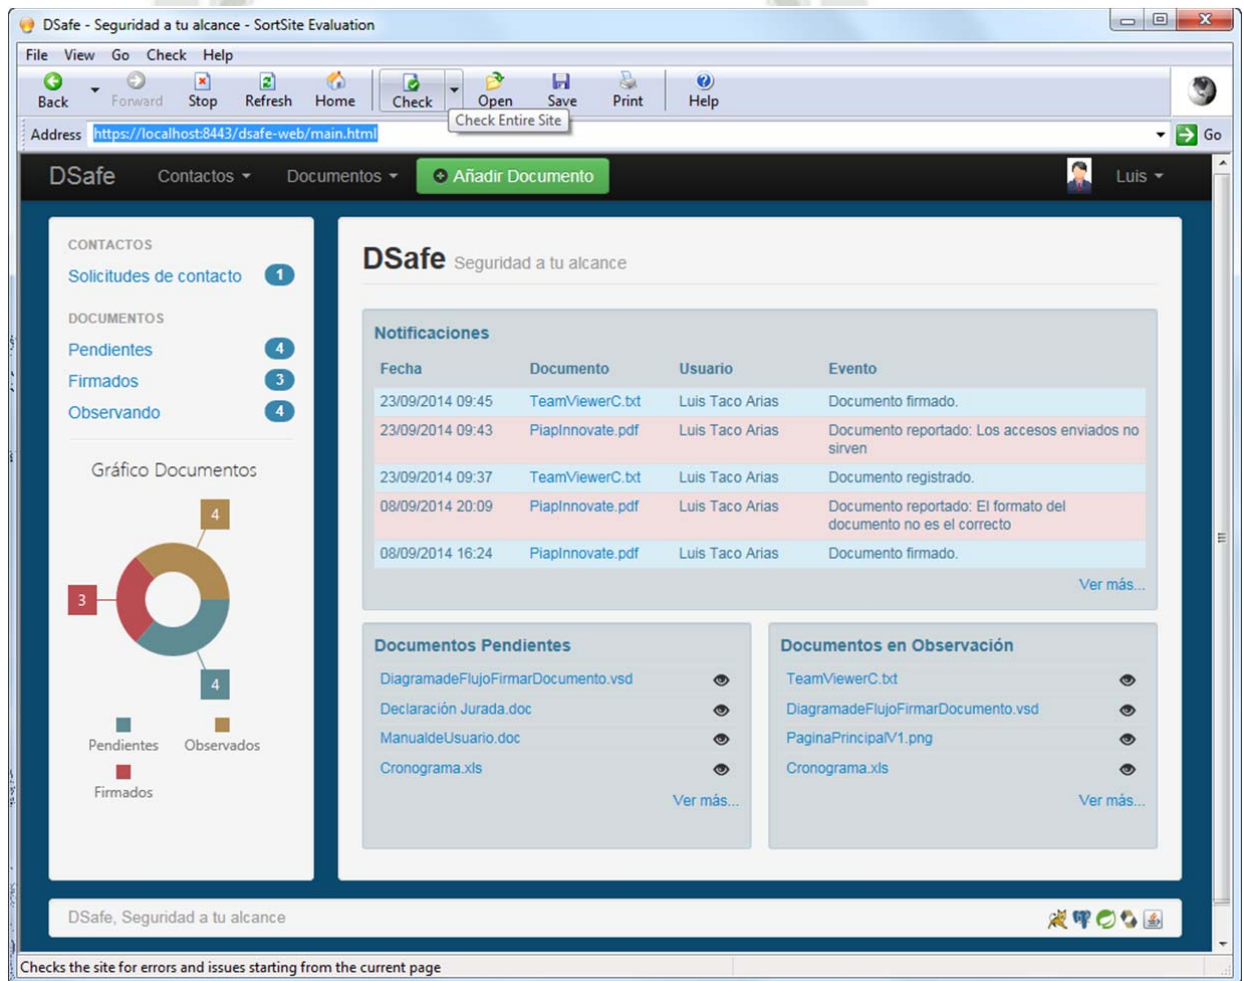 DSafe - Seguridad a tu alcance - SortSite Evaluation
File View Go Check Help
Back Forward Stop Refresh Home Check Open Save Print Help
Check Entire Site
Address https://localhost:8443/dsafe-web/main.html Go
DSafe Contactos Documentos Añadir Documento Luis
CONTACTOS
Solicitudes de contacto 1
DOCUMENTOS
Pendientes 4
Firmados 3
Observando 4
Gráfico Documentos
4
3
4
Pendientes Observados
Firmados
DSafe Seguridad a tu alcance
Notificaciones
Fecha Documento Usuario Evento
23/09/2014 09:45 TeamViewerC.txt Luis Taco Arias Documento firmado.
23/09/2014 09:43 PiapInnovate.pdf Luis Taco Arias Documento reportado: Los accesos enviados no
sirven
23/09/2014 09:37 TeamViewerC.txt Luis Taco Arias Documento registrado.
08/09/2014 20:09 PiapInnovate.pdf Luis Taco Arias Documento reportado: El formato del
documento no es el correcto
08/09/2014 16:24 PiapInnovate.pdf Luis Taco Arias Documento firmado.
Ver más...
Documentos Pendientes
DiagramadeFlujoFirmarDocumento.vsd
Declaración Jurada.doc
ManualdeUsuario.doc
Cronograma.xls
Ver más...
Documentos en Observación
TeamViewerC.txt
DiagramadeFlujoFirmarDocumento.vsd
PaginaPrincipalV1.png
Cronograma.xls
Ver más...
DSafe, Seguridad a tu alcance
Checks the site for errors and issues starting from the current page